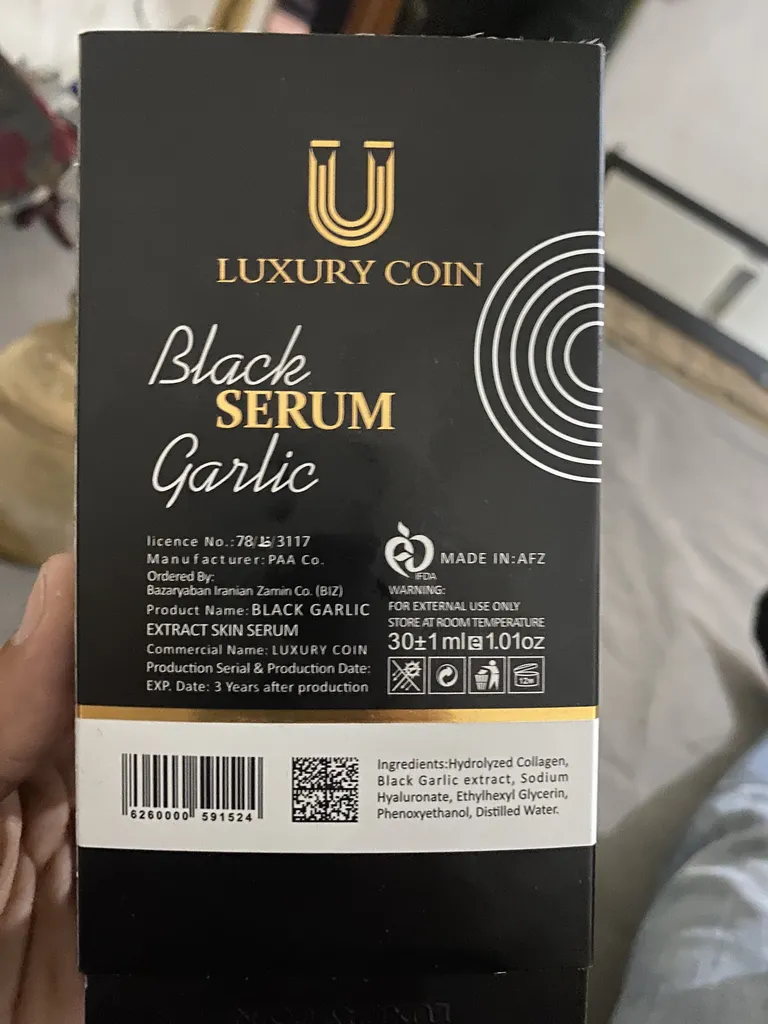 LUXURY COIN
Black
SERUM
Garlic
licence No.:78/ /3117
Manufacturer: PAA Co.
Ordered By:
Bazaryaban Iranian Zamin Co. (BIZ)
Product Name: BLACK GARLIC
EXTRACT SKIN SERUM
Commercial Name: LUXURY COIN
Production Serial & Production Date:
EXP. Date: 3 Years after production
IFDA
MADE IN:AFZ
WARNING:
FOR EXTERNAL USE ONLY
STORE AT ROOM TEMPERATURE
30±1 ml e 1.01oz
12M
6260000 591524
Ingredients:Hydrolyzed Collagen,
Black Garlic extract, Sodium
Hyaluronate, Ethylhexyl Glycerin,
Phenoxyethanol, Distilled Water.